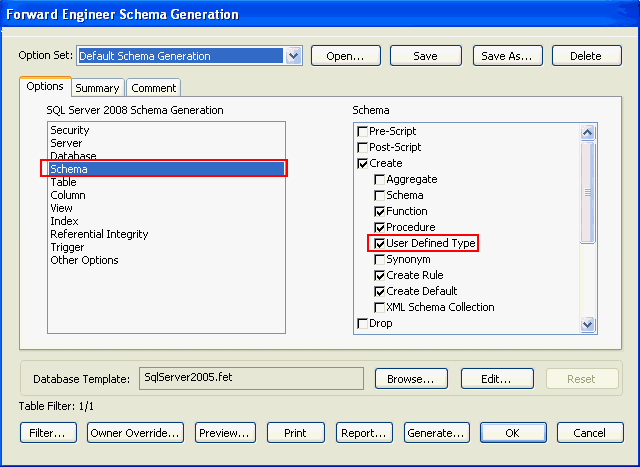 Forward Engineer Schema Generation
Option Set: Default Schema Generation Open... Save Save As... Delete
Options Summary Comment
SQL Server 2008 Schema Generation
Security
Server
Database
Schema
Table
Column
View
Index
Referential Integrity
Trigger
Other Options
Schema
Pre-Script
Post-Script
Create
Aggregate
Schema
Function
Procedure
User Defined Type
Synonym
Create Rule
Create Default
XML Schema Collection
Drop
Database Template: SqlServer2005.fet Browse... Edit... Reset
Table Filter: 1/1
Filter... Owner Override... Preview... Print Report... Generate... OK Cancel